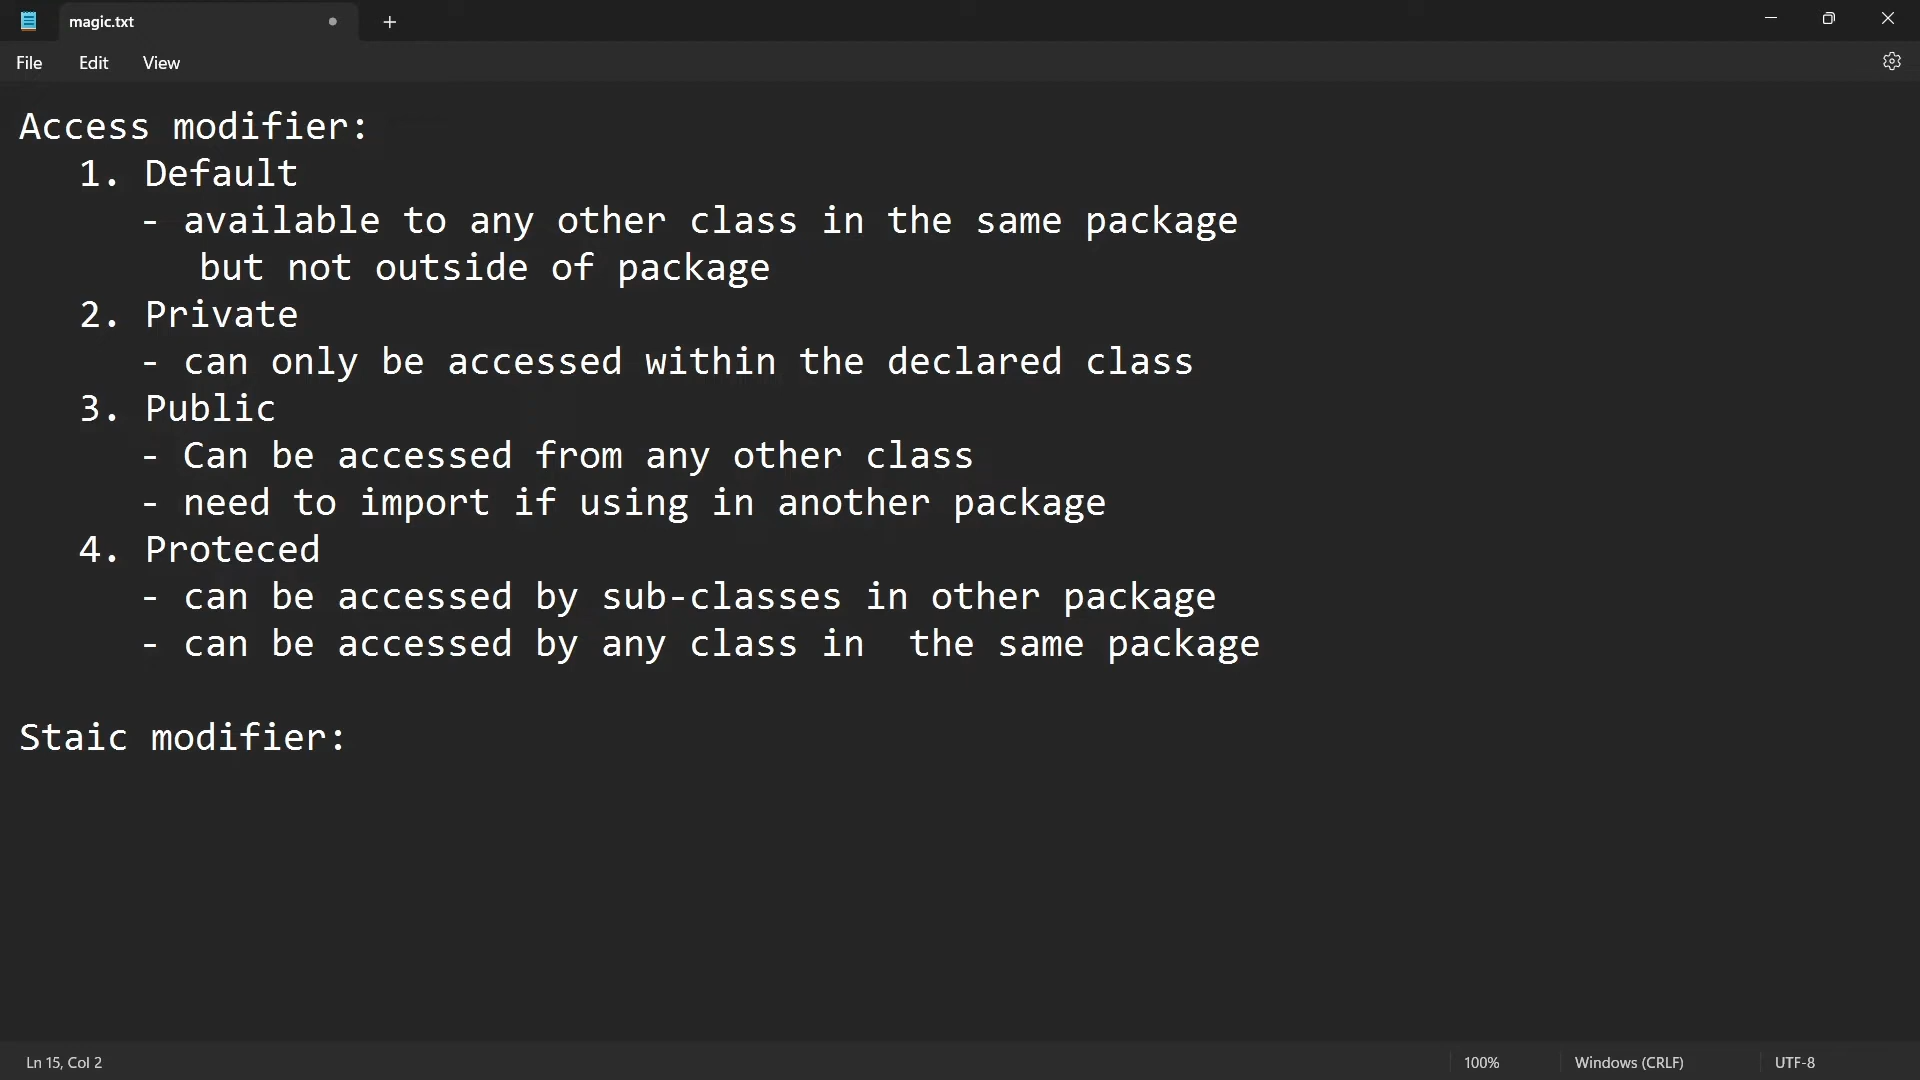 magic.txt
File Edit View
Access modifier:
1. Default
- available to any other class in the same package
but not outside of package
2. Private
- can only be accessed within the declared class
3. Public
- Can be accessed from any other class
- need to import if using in another package
4. Proteced
- can be accessed by sub-classes in other package
- can be accessed by any class in  the same package
Staic modifier:
Ln 15, Col 2 100% Windows (CRLF) UTF-8